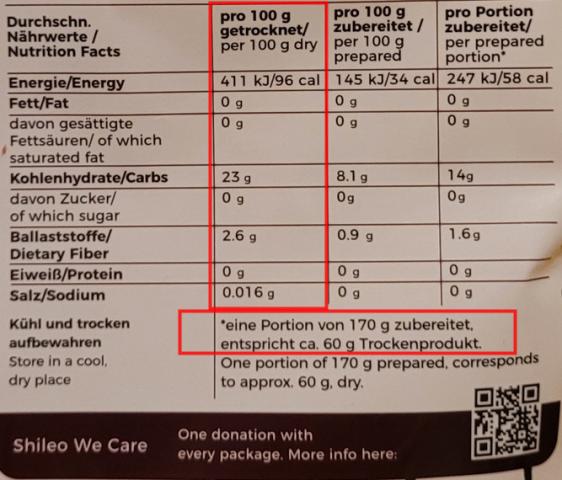 Durchschn.
Nährwerte /
Nutrition Facts
pro 100 g
getrocknet/
per 100 g dry
pro 100 g
zubereitet /
per 100 g
prepared
pro Portion
zubereitet/
per prepared
portion*
Energie/Energy 411 kJ/96 cal 145 kJ/34 cal 247 kJ/58 cal
Fett/Fat 0 g 0 g 0 g
davon gesättigte 0 g 0 g 0 g
Fettsäuren/ of which
saturated fat
Kohlenhydrate/Carbs 23 g 8.1 g 14g
davon Zucker/ 0 g 0g 0g
of which sugar
Ballaststoffe/ 2.6 g 0.9 g 1.6g
Dietary Fiber
Eiweiß/Protein 0 g 0 g 0 g
Salz/Sodium 0.016 g 0 g 0 g
Kühl und trocken
aufbewahren
Store in a cool,
dry place
*eine Portion von 170 g zubereitet,
entspricht ca. 60 g Trockenprodukt.
One portion of 170 g prepared, corresponds
to approx. 60 g, dry.
Shileo We Care
One donation with
every package. More info here: